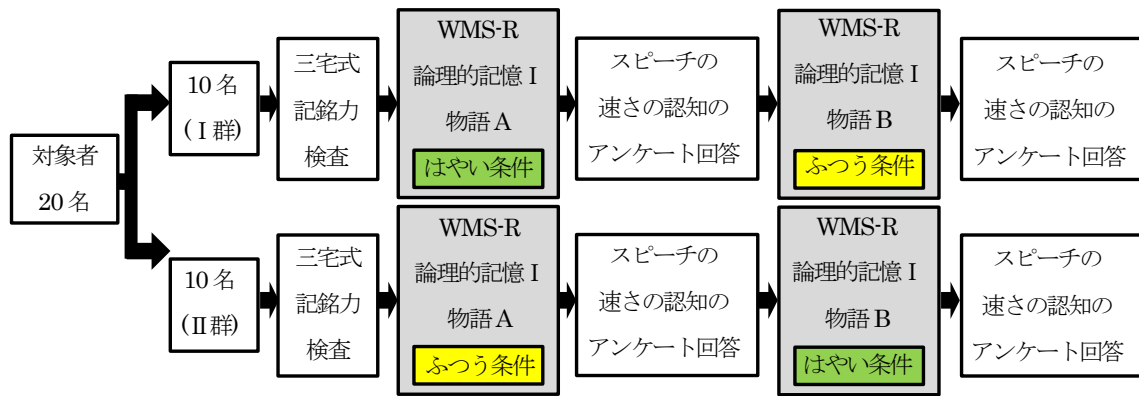 対象者
20名
10名
(Ⅰ群)
三宅式
記銘力
検査
WMS-R
論理的記憶Ⅰ
物語A
はやい条件
スピーチの
速さの認知の
アンケート回答
WMS-R
論理的記憶Ⅰ
物語B
ふつう条件
スピーチの
速さの認知の
アンケート回答
10名
(Ⅱ群)
三宅式
記銘力
検査
WMS-R
論理的記憶Ⅰ
物語A
ふつう条件
スピーチの
速さの認知の
アンケート回答
WMS-R
論理的記憶Ⅰ
物語B
はやい条件
スピーチの
速さの認知の
アンケート回答